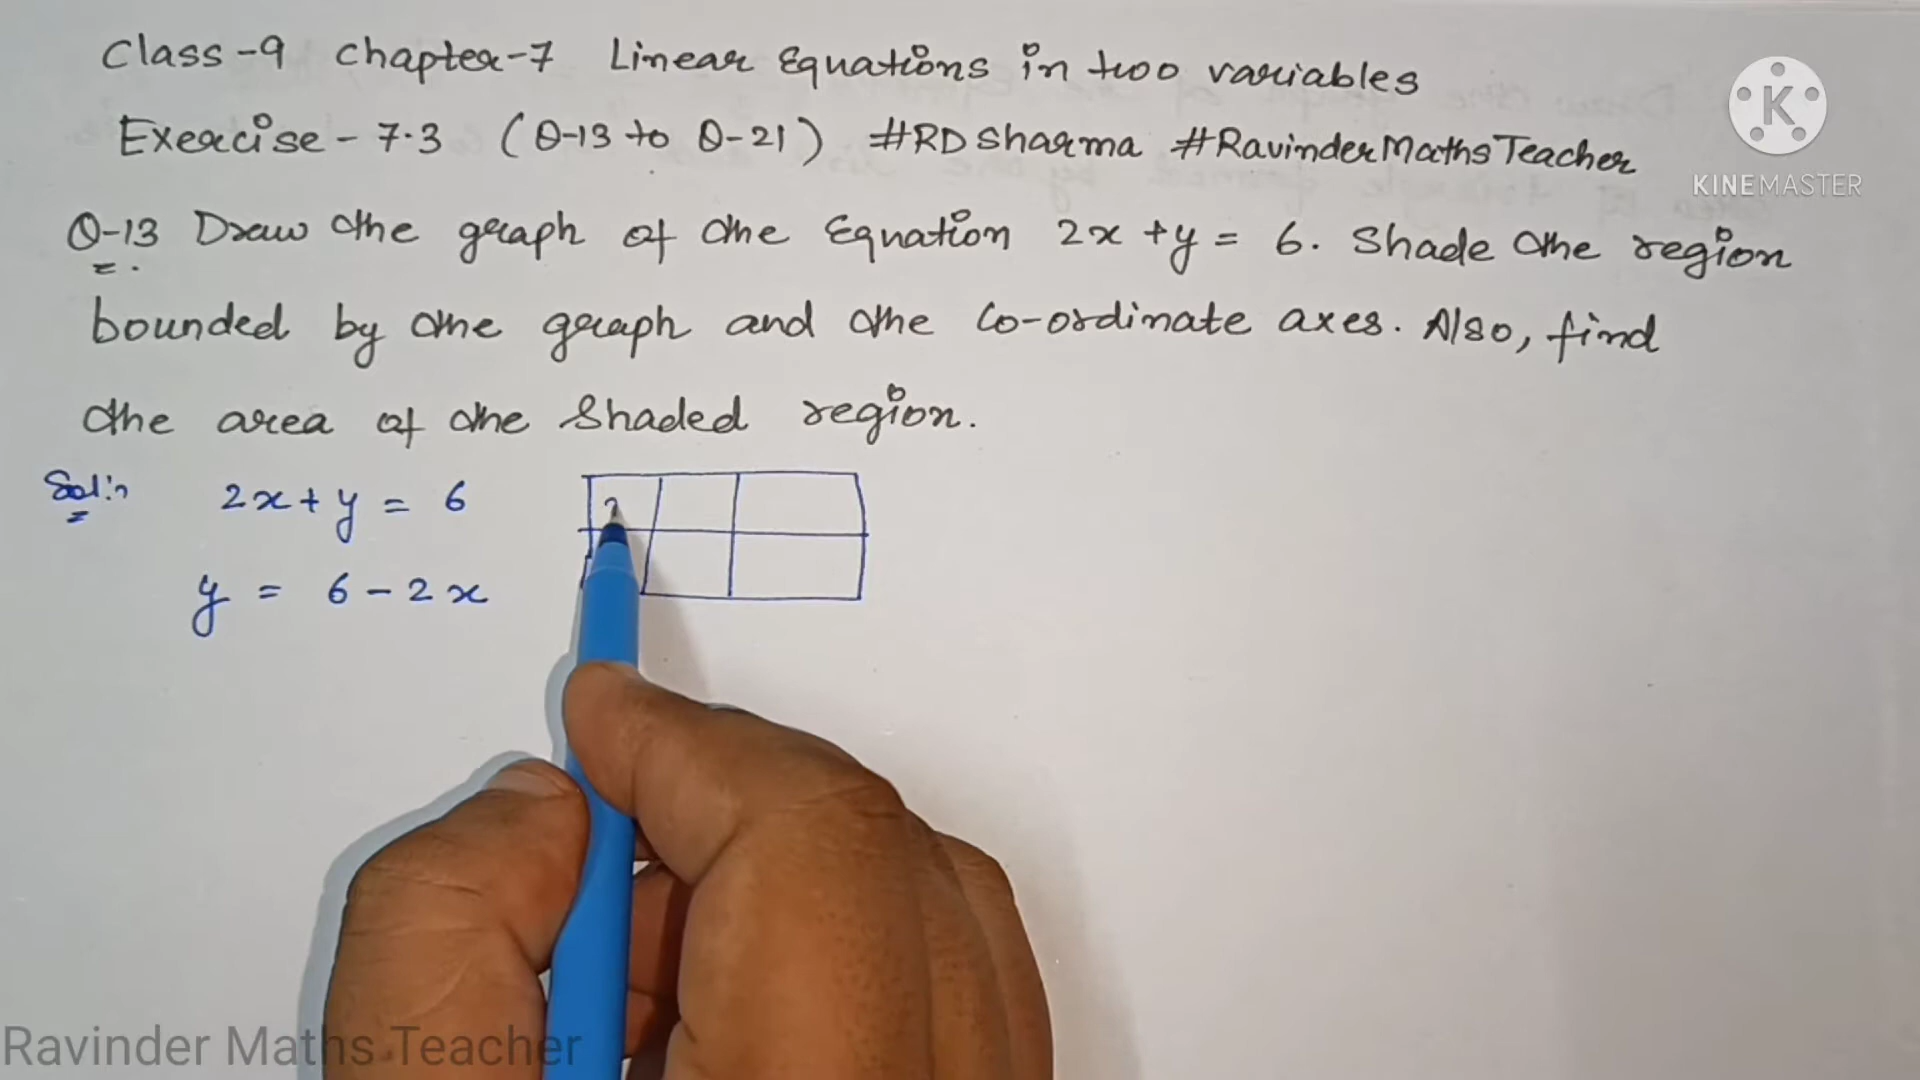 Class-9 Chapter-7 Linear Equations in two variables
Exercise-7.3 (Q-13 to Q-21) #RDSharma #RavinderMathsTeacher
K
KINEMASTER
Q-13 Draw the graph of the Equation 2x+y=6. Shade the region
bounded by the graph and the Co-ordinate axes. Also, find
the area of the Shaded region.
Sol:n 2x+y = 6
y = 6-2x
Ravinder Maths Teacher